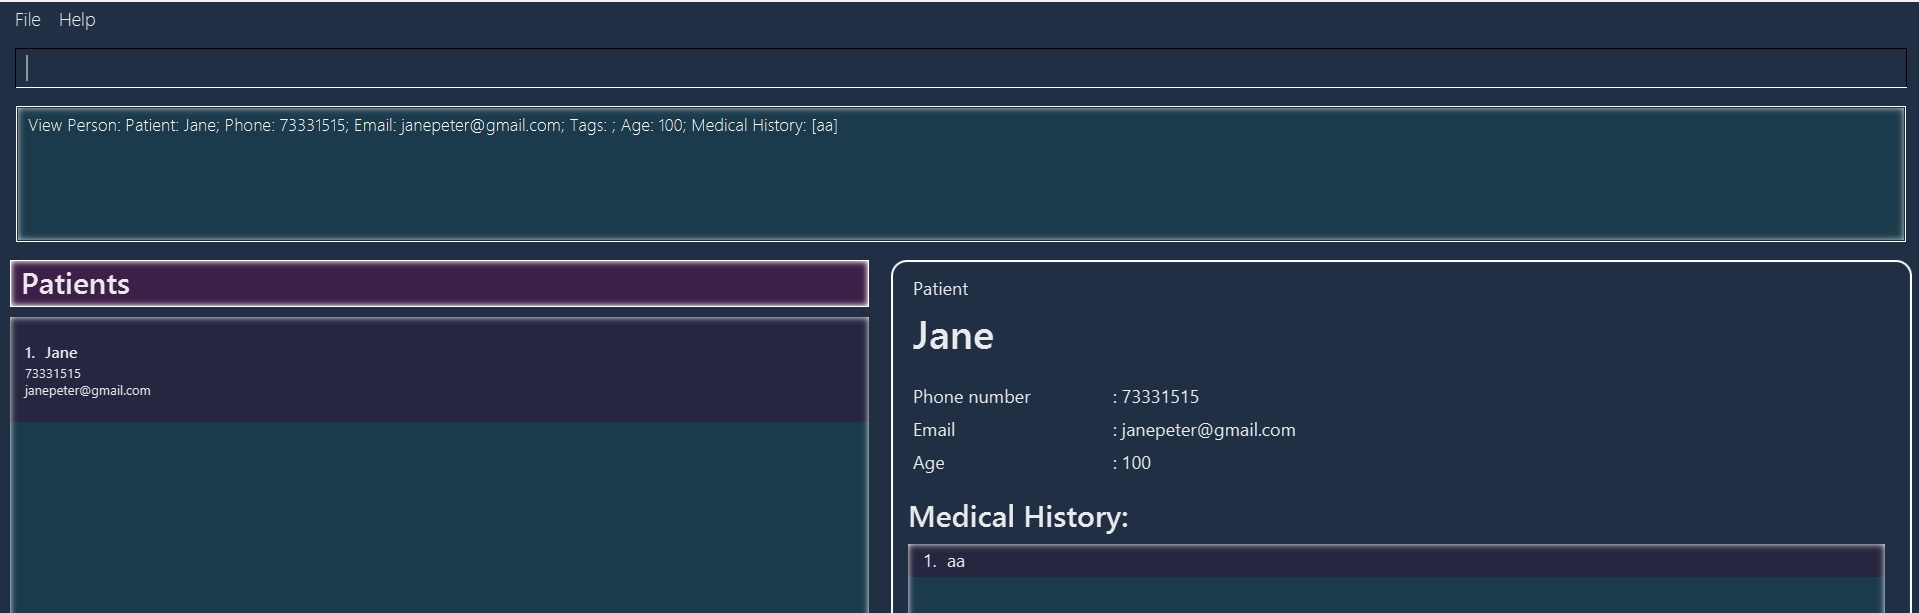 File Help
View Person: Patient: Jane; Phone: 73331515; Email: janepeter@gmail.com; Tags: ; Age: 100; Medical History: [aa]
Patients
1. Jane
73331515
janepeter@gmail.com
Patient
Jane
Phone number : 73331515
Email : janepeter@gmail.com
Age : 100
Medical History:
1. aa